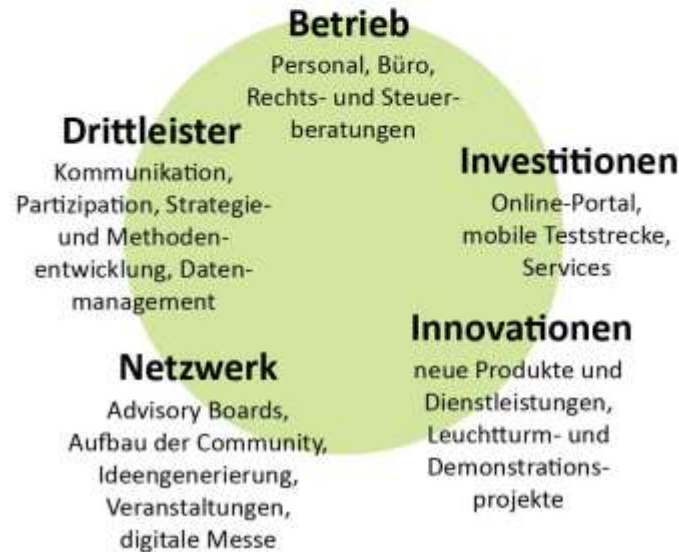 Betrieb
Personal, Büro,
Rechts- und Steuer-
beratungen
Drittleister
Kommunikation,
Partizipation, Strategie-
und Methoden-
entwicklung, Daten-
management
Investitionen
Online-Portal,
mobile Teststrecke,
Services
Innovationen
neue Produkte und
Dienstleistungen,
Leuchtturm- und
Demonstrations-
projekte
Netzwerk
Advisory Boards,
Aufbau der Community,
Ideengenerierung,
Veranstaltungen,
digitale Messe